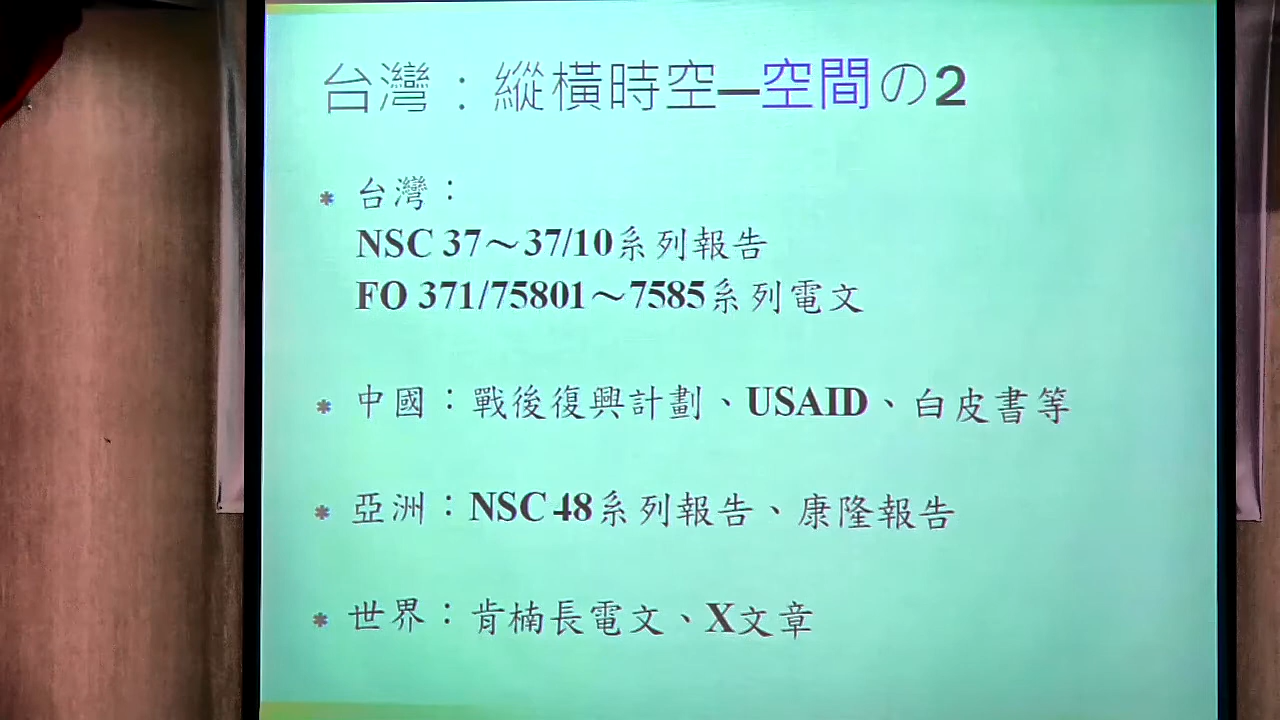 台灣：縱橫時空—空間の2
* 台灣：
NSC 37～37/10系列報告
FO 371/75801～7585系列電文
* 中國：戰後復興計劃、USAID、白皮書等
* 亞洲：NSC 48系列報告、康隆報告
* 世界：肯楠長電文、X文章